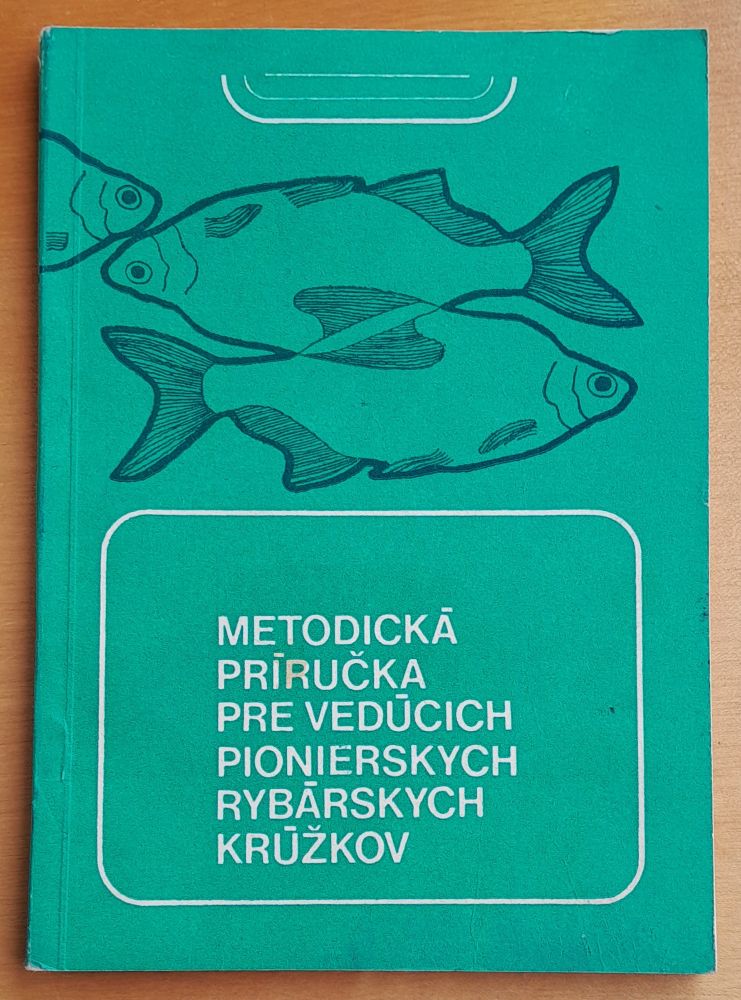 METODICKÁ
PRÍRUČKA
PRE VEDÚCICH
PIONIERSKYCH
RYBÁRSKYCH
KRÚŽKOV